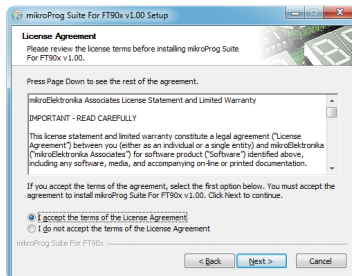 mikroProg Suite For FT90x v1.00 Setup
License Agreement
Please review the license terms before installing mikroProg Suite
For FT90x v1.00.
Press Page Down to see the rest of the agreement.
mikroElektronika Associates License Statement and Limited Warranty
IMPORTANT - READ CAREFULLY
This license statement and limited warranty constitute a legal agreement ("License
Agreement") between you (either as an individual or a single entity) and mikroElektronika
("mikroElektronika Associates") for software product ("Software") identified above,
including any software, media, and accompanying on-line or printed documentation.
If you accept the terms of the agreement, select the first option below. You must accept the
agreement to install mikroProg Suite For FT90x v1.00. Click Next to continue.
I accept the terms of the License Agreement
I do not accept the terms of the License Agreement
mikroProg Suite For FT90x
< Back Next > Cancel